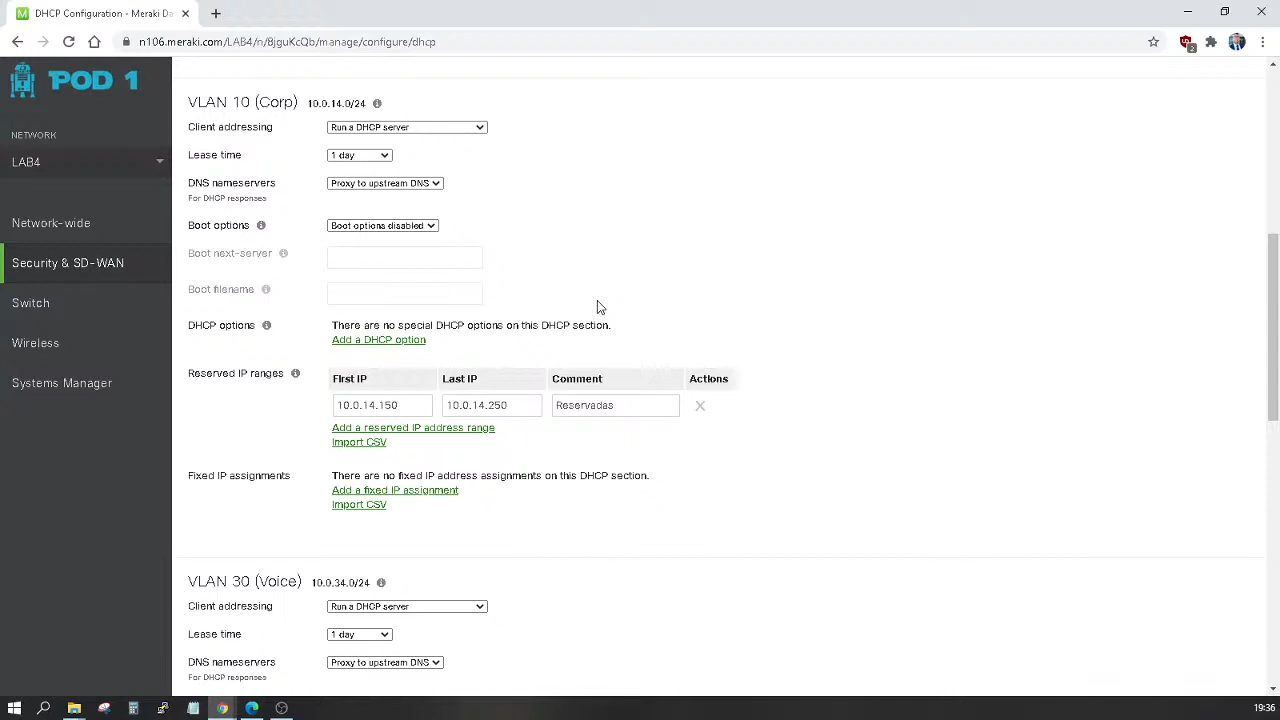 DHCP Configuration - Meraki Da
n106.meraki.com/LAB4/n/8jguKcQb/manage/configure/dhcp
2
POD 1
NETWORK
LAB4
Network-wide
Security & SD-WAN
Switch
Wireless
Systems Manager
VLAN 10 (Corp) 10.0.14.0/24
Client addressing Run a DHCP server
Lease time 1 day
DNS nameservers Proxy to upstream DNS
For DHCP responses
Boot options Boot options disabled
Boot next-server
Boot filename
DHCP options There are no special DHCP options on this DHCP section.
Add a DHCP option
Reserved IP ranges First IP Last IP Comment Actions
10.0.14.150 10.0.14.250 Reservadas X
Add a reserved IP address range
Import CSV
Fixed IP assignments There are no fixed IP address assignments on this DHCP section.
Add a fixed IP assignment
Import CSV
VLAN 30 (Voice) 10.0.34.0/24
Client addressing Run a DHCP server
Lease time 1 day
DNS nameservers Proxy to upstream DNS
For DHCP responses
19:36